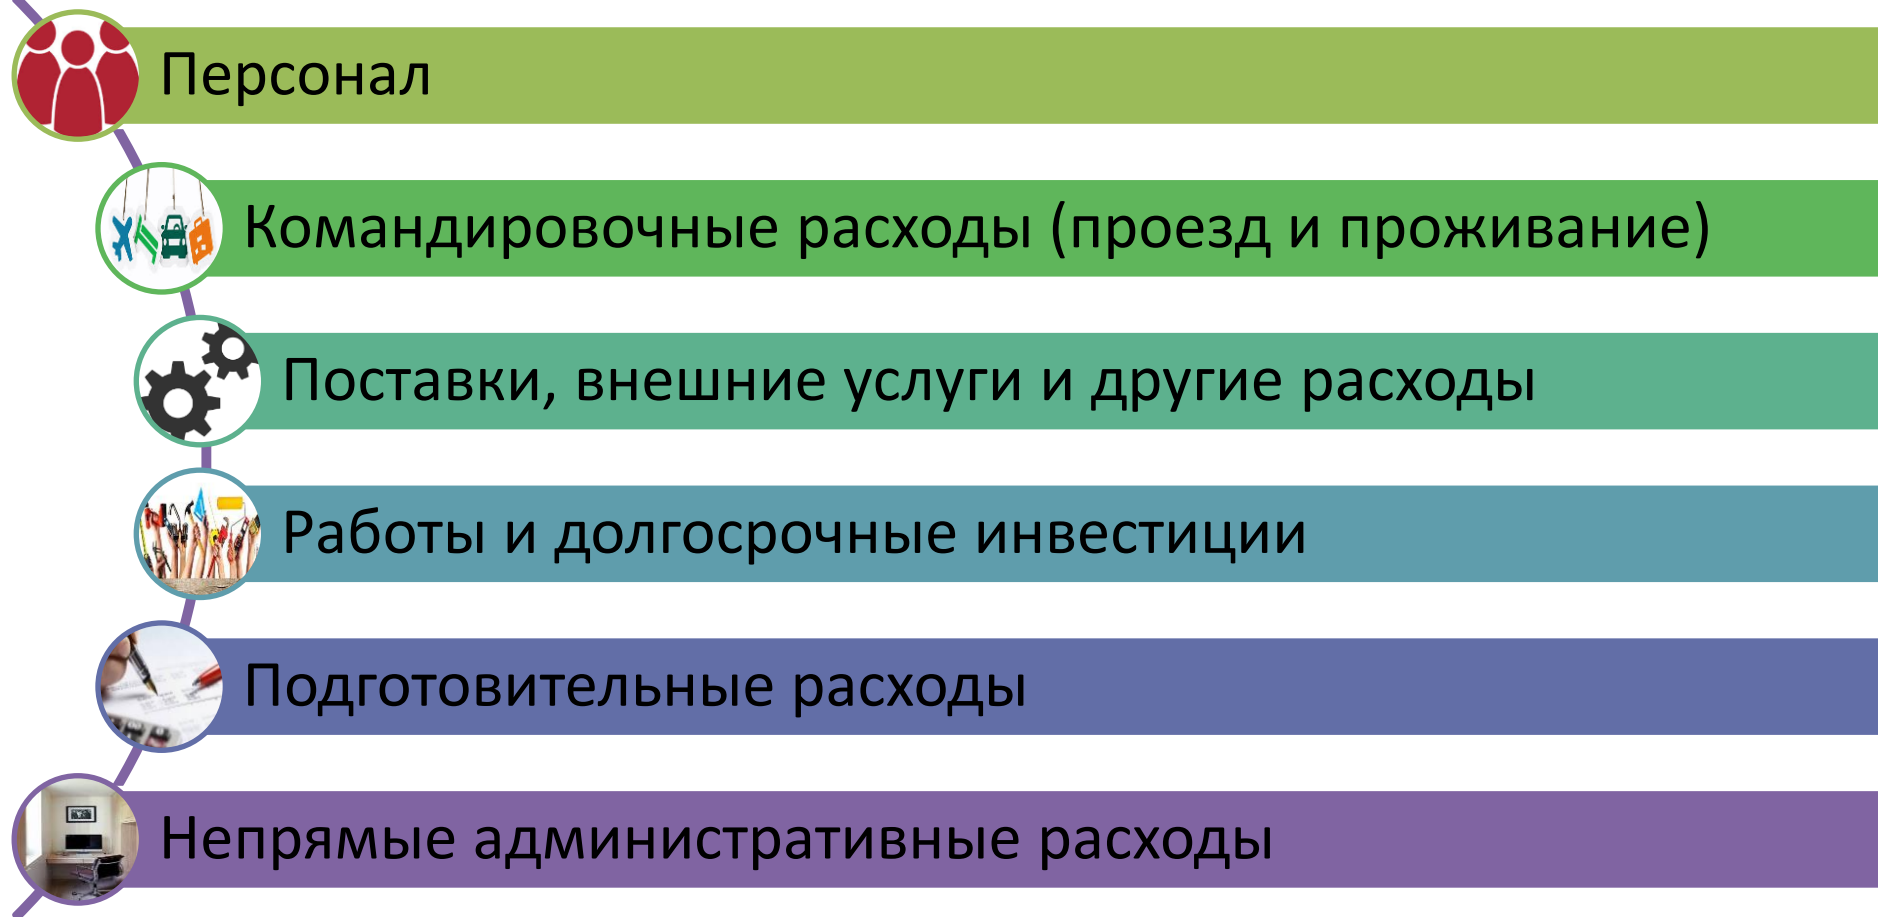 Персонал
Командировочные расходы (проезд и проживание)
Поставки, внешние услуги и другие расходы
Работы и долгосрочные инвестиции
Подготовительные расходы
Непрямые административные расходы